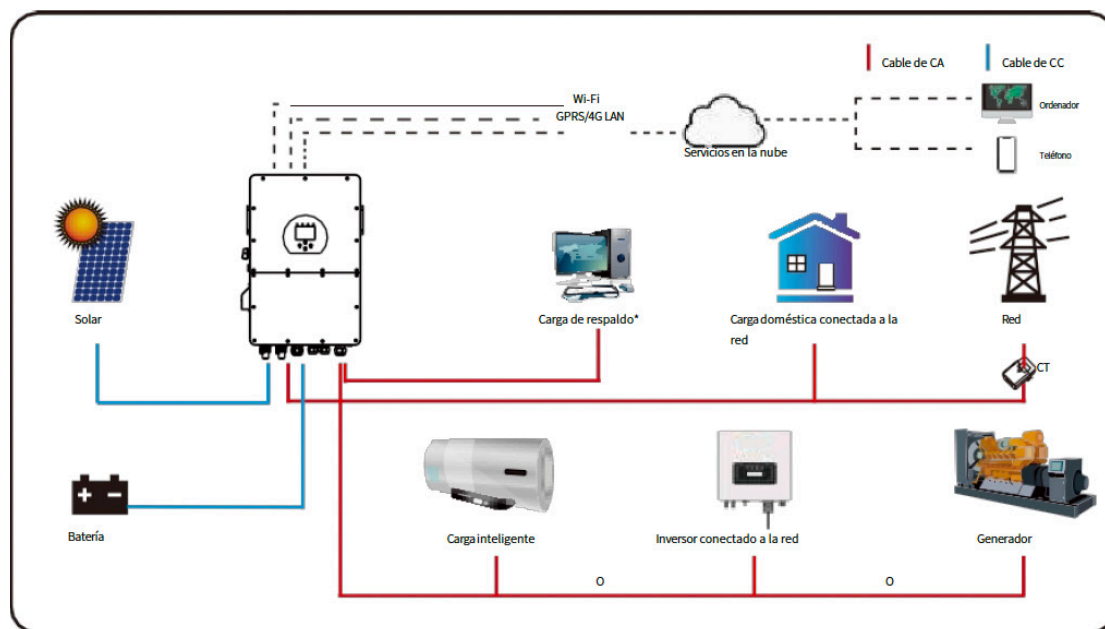 Cable de CA
Cable de CC
Wi-Fi
GPRS/4G LAN
Ordenador
Servicios en la nube
Teléfono
Solar
Carga de respaldo*
Carga doméstica conectada a la
red
Red
CT
Batería
Carga inteligente
Inversor conectado a la red
Generador
O
O